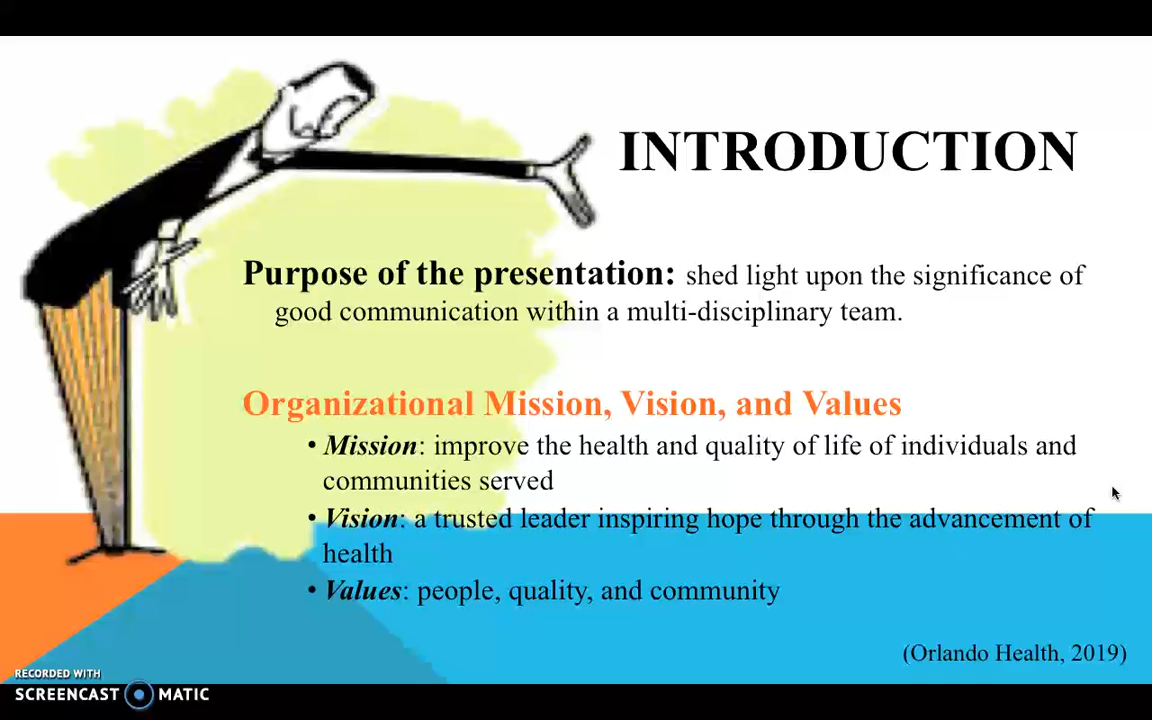 INTRODUCTION
Purpose of the presentation: shed light upon the significance of
good communication within a multi-disciplinary team.
Organizational Mission, Vision, and Values
• Mission: improve the health and quality of life of individuals and
communities served
• Vision: a trusted leader inspiring hope through the advancement of
health
• Values: people, quality, and community
(Orlando Health, 2019)
RECORDED WITH
SCREENCAST MATIC